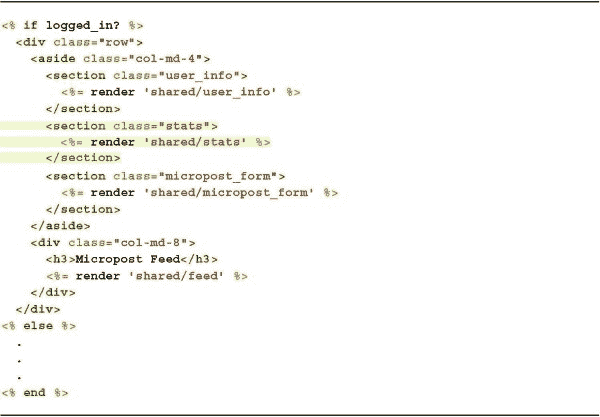 <% if logged_in? %>
  <div class="row">
    <aside class="col-md-4">
      <section class="user_info">
        <%= render 'shared/user_info' %>
      </section>
      <section class="stats">
        <%= render 'shared/stats' %>
      </section>
      <section class="micropost_form">
        <%= render 'shared/micropost_form' %>
      </section>
    </aside>
    <div class="col-md-8">
      <h3>Micropost Feed</h3>
      <%= render 'shared/feed' %>
    </div>
  </div>
<% else %>
  .
  .
  .
<% end %>